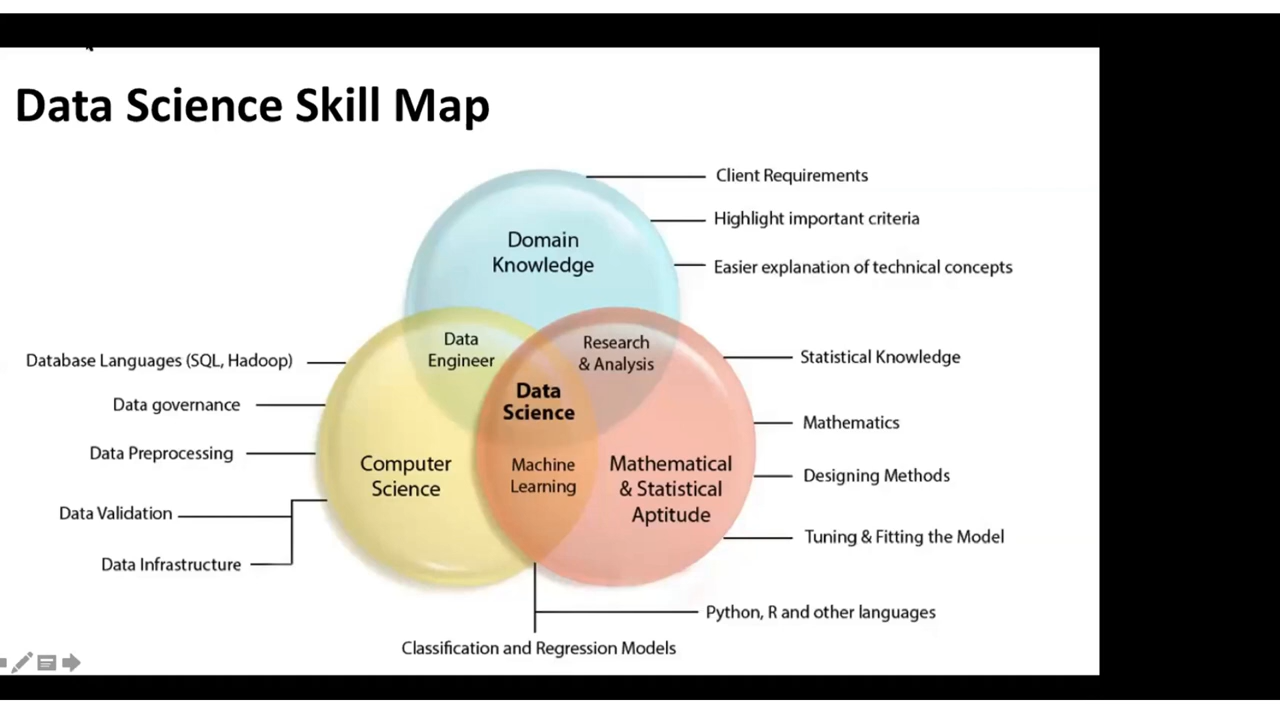 Data Science Skill Map
Client Requirements
Highlight important criteria
Easier explanation of technical concepts
Domain
Knowledge
Data
Engineer
Research
& Analysis
Data
Science
Machine
Learning
Computer
Science
Mathematical
& Statistical
Aptitude
Database Languages (SQL, Hadoop)
Data governance
Data Preprocessing
Data Validation
Data Infrastructure
Statistical Knowledge
Mathematics
Designing Methods
Tuning & Fitting the Model
Python, R and other languages
Classification and Regression Models